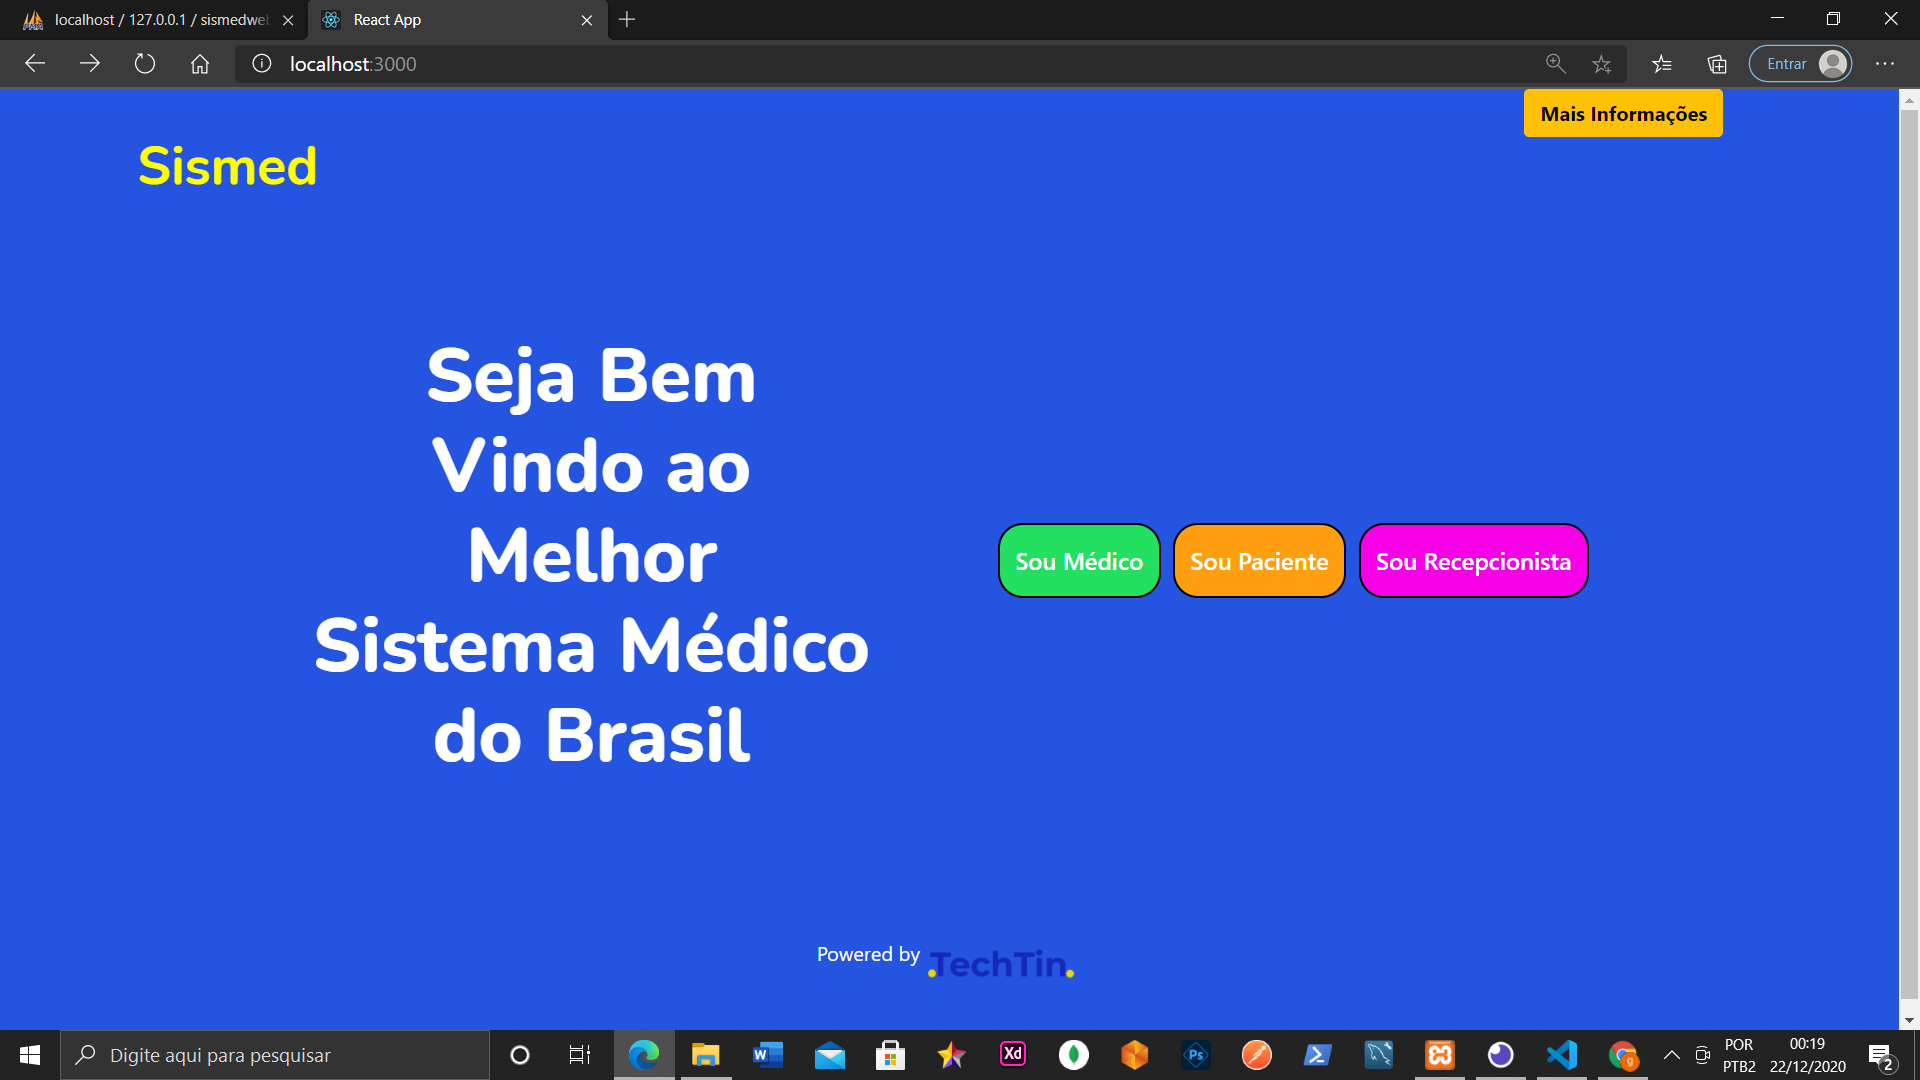 localhost / 127.0.0.1 / sismedweb
React App
localhost:3000
Entrar
Mais Informações
Sismed
Seja Bem
Vindo ao
Melhor
Sistema Médico
do Brasil
Sou Médico
Sou Paciente
Sou Recepcionista
Powered by .TechTin.
Digite aqui para pesquisar
Xd
Ps
POR
PTB2
00:19
22/12/2020
2